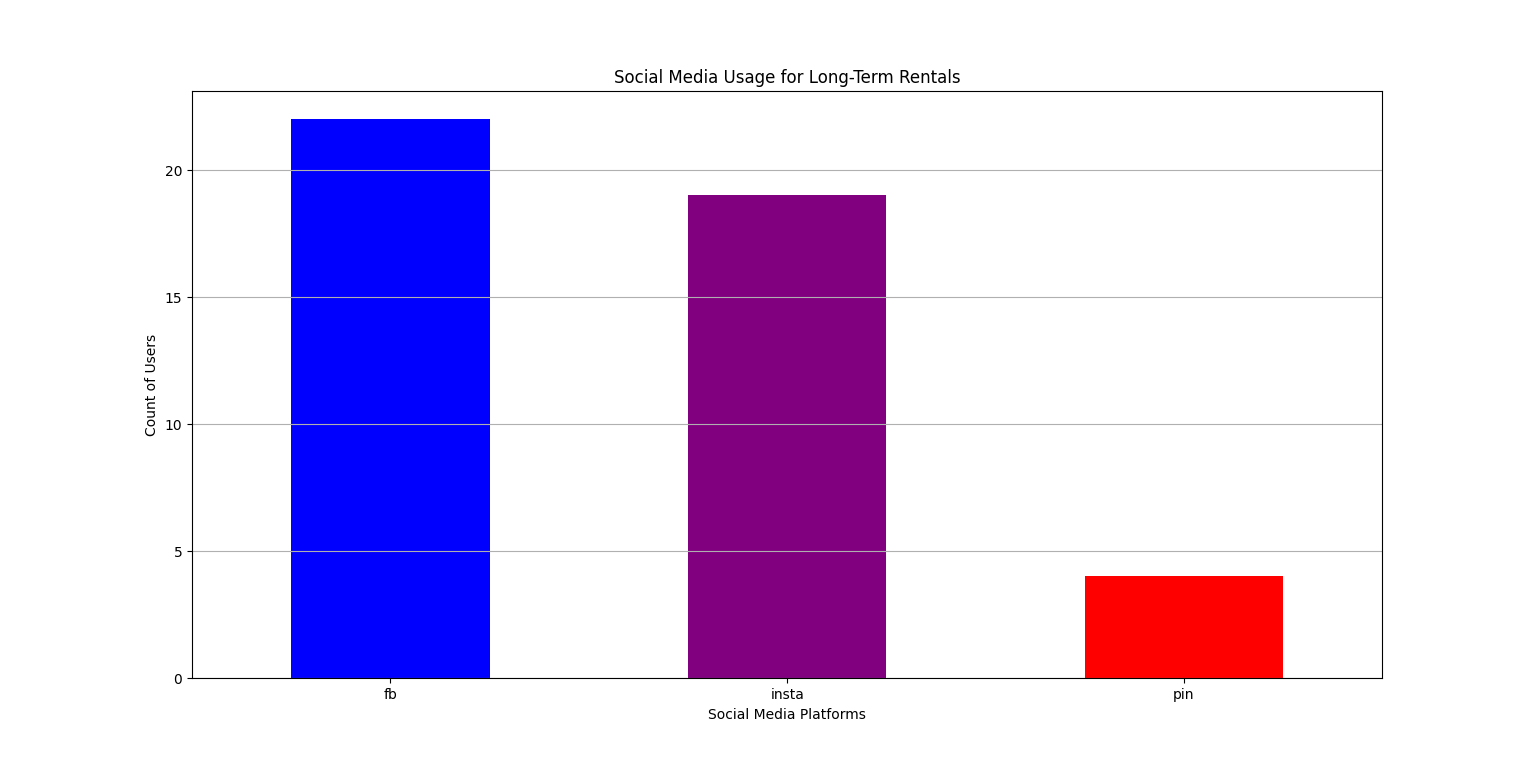 Social Media Usage for Long-Term Rentals
Count of Users
20
15
10
5
0
fb
insta
pin
Social Media Platforms